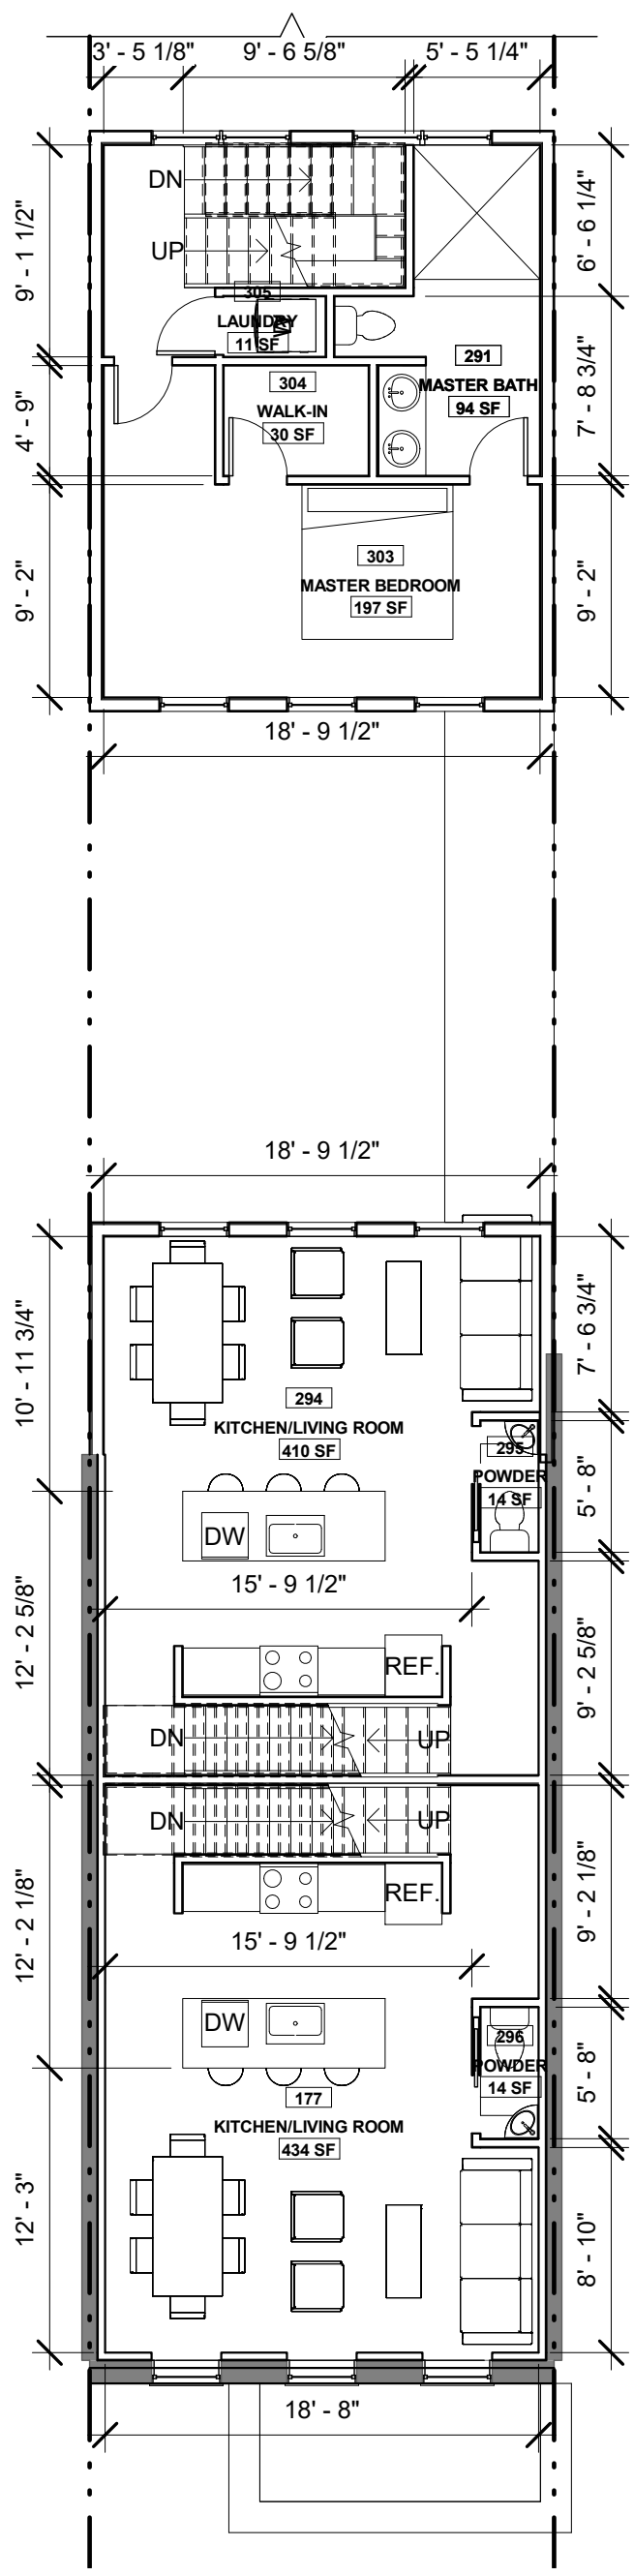 3' - 5 1/8" 9' - 6 5/8" 5' - 5 1/4"
DN
9' - 1 1/2"
6' - 6 1/4"
UP
305
LAUNDRY
11 SF
W
291
MASTER BATH
94 SF
304
WALK-IN
30 SF
4' - 9"
7' - 8 3/4"
303
MASTER BEDROOM
197 SF
9' - 2"
9' - 2"
18' - 9 1/2"
18' - 9 1/2"
10' - 11 3/4"
7' - 6 3/4"
294
KITCHEN/LIVING ROOM
410 SF
295
POWDER
14 SF
5' - 8"
DW
15' - 9 1/2"
12' - 2 5/8"
9' - 2 5/8"
REF.
DN UP
DN UP
REF.
12' - 2 1/8"
9' - 2 1/8"
15' - 9 1/2"
DW
296
POWDER
14 SF
5' - 8"
177
KITCHEN/LIVING ROOM
434 SF
12' - 3"
8' - 10"
18' - 8"